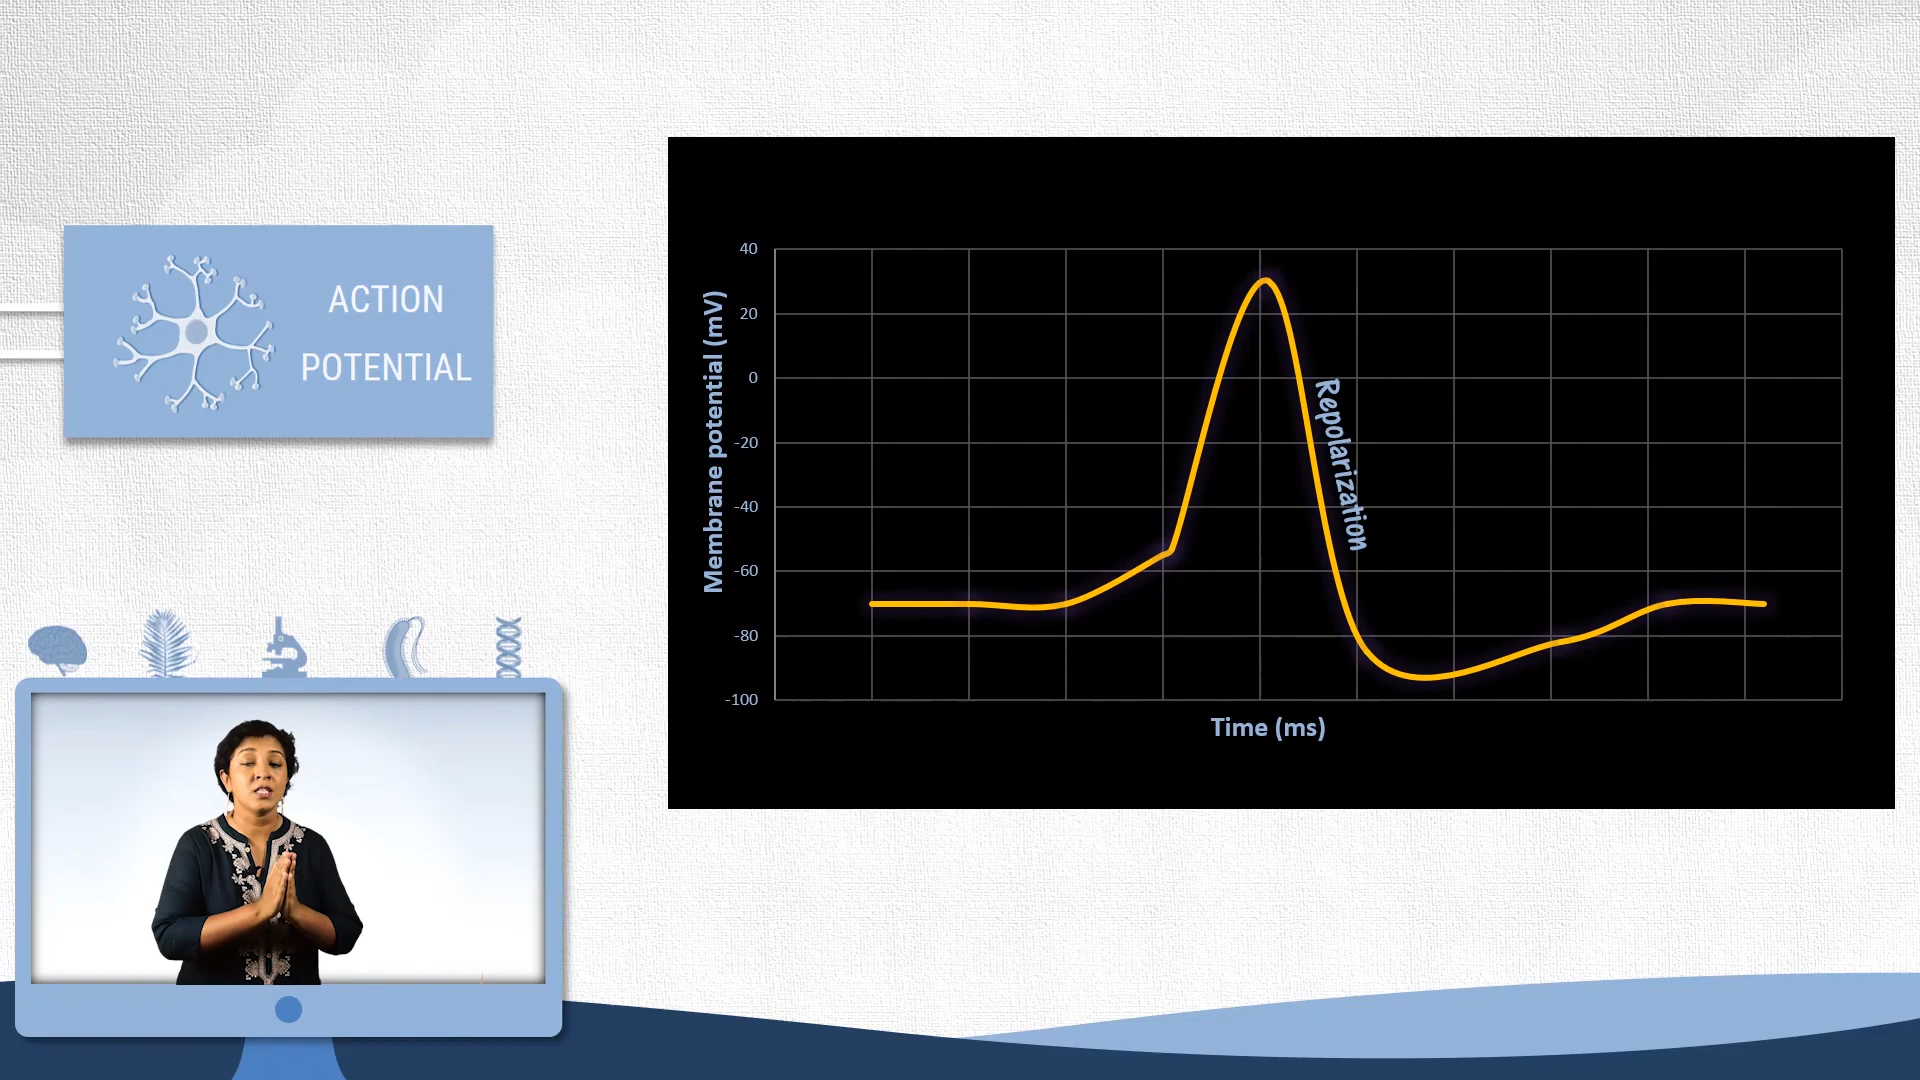 ACTION
POTENTIAL
Membrane potential (mV)
40
20
0
-20
-40
-60
-80
-100
Repolarization
Time (ms)